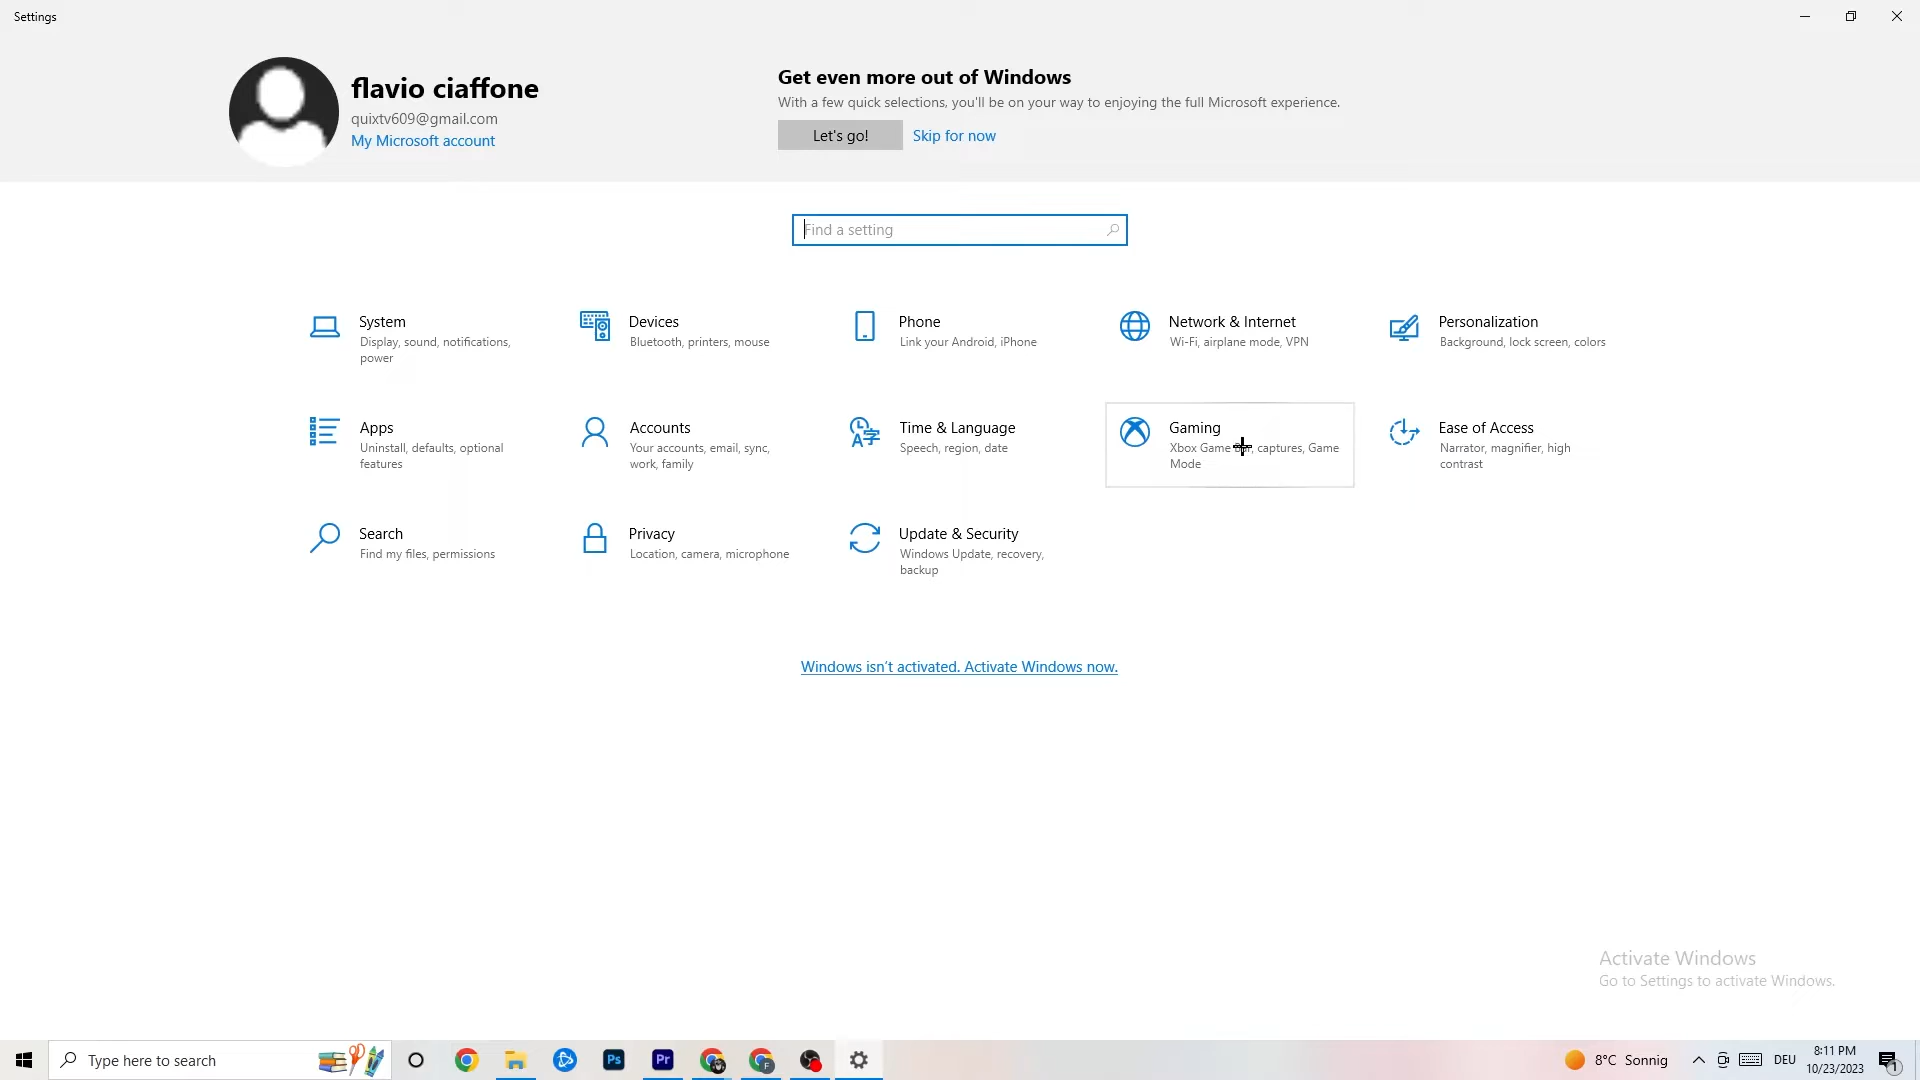 Settings
flavio ciaffone
quixtv609@gmail.com
My Microsoft account
Get even more out of Windows
With a few quick selections, you'll be on your way to enjoying the full Microsoft experience.
Let's go!
Skip for now
Find a setting
System
Display, sound, notifications,
power
Devices
Bluetooth, printers, mouse
Phone
Link your Android, iPhone
Network & Internet
Wi-Fi, airplane mode, VPN
Personalization
Background, lock screen, colors
Apps
Uninstall, defaults, optional
features
Accounts
Your accounts, email, sync,
work, family
Time & Language
Speech, region, date
Gaming
Xbox Game Bar, captures, Game
Mode
Ease of Access
Narrator, magnifier, high
contrast
Search
Find my files, permissions
Privacy
Location, camera, microphone
Update & Security
Windows Update, recovery,
backup
Windows isn't activated. Activate Windows now.
Activate Windows
Go to Settings to activate Windows.
Type here to search
Ps
Pr
F
8°C Sonnig
DEU
8:11 PM
10/23/2023
1